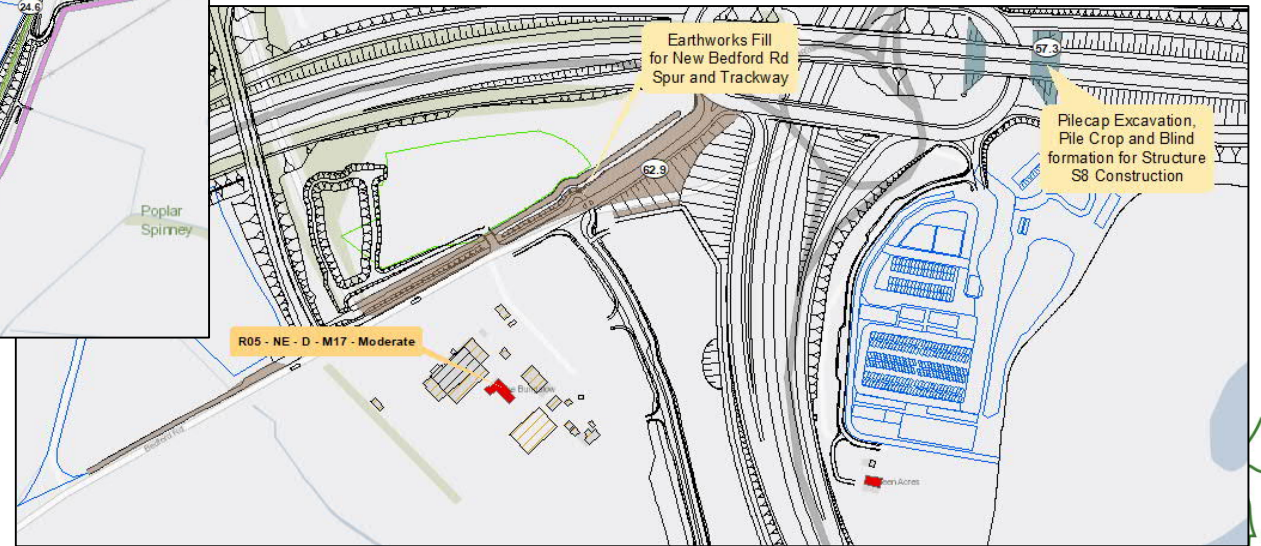 24.6
Poplar
Spinney
Earthworks Fill
for New Bedford Rd
Spur and Trackway
57.3
Pilecap Excavation,
Pile Crop and Blind
formation for Structure
S8 Construction
62.9
R05 - NE - D - M17 - Moderate
Bedford Rd